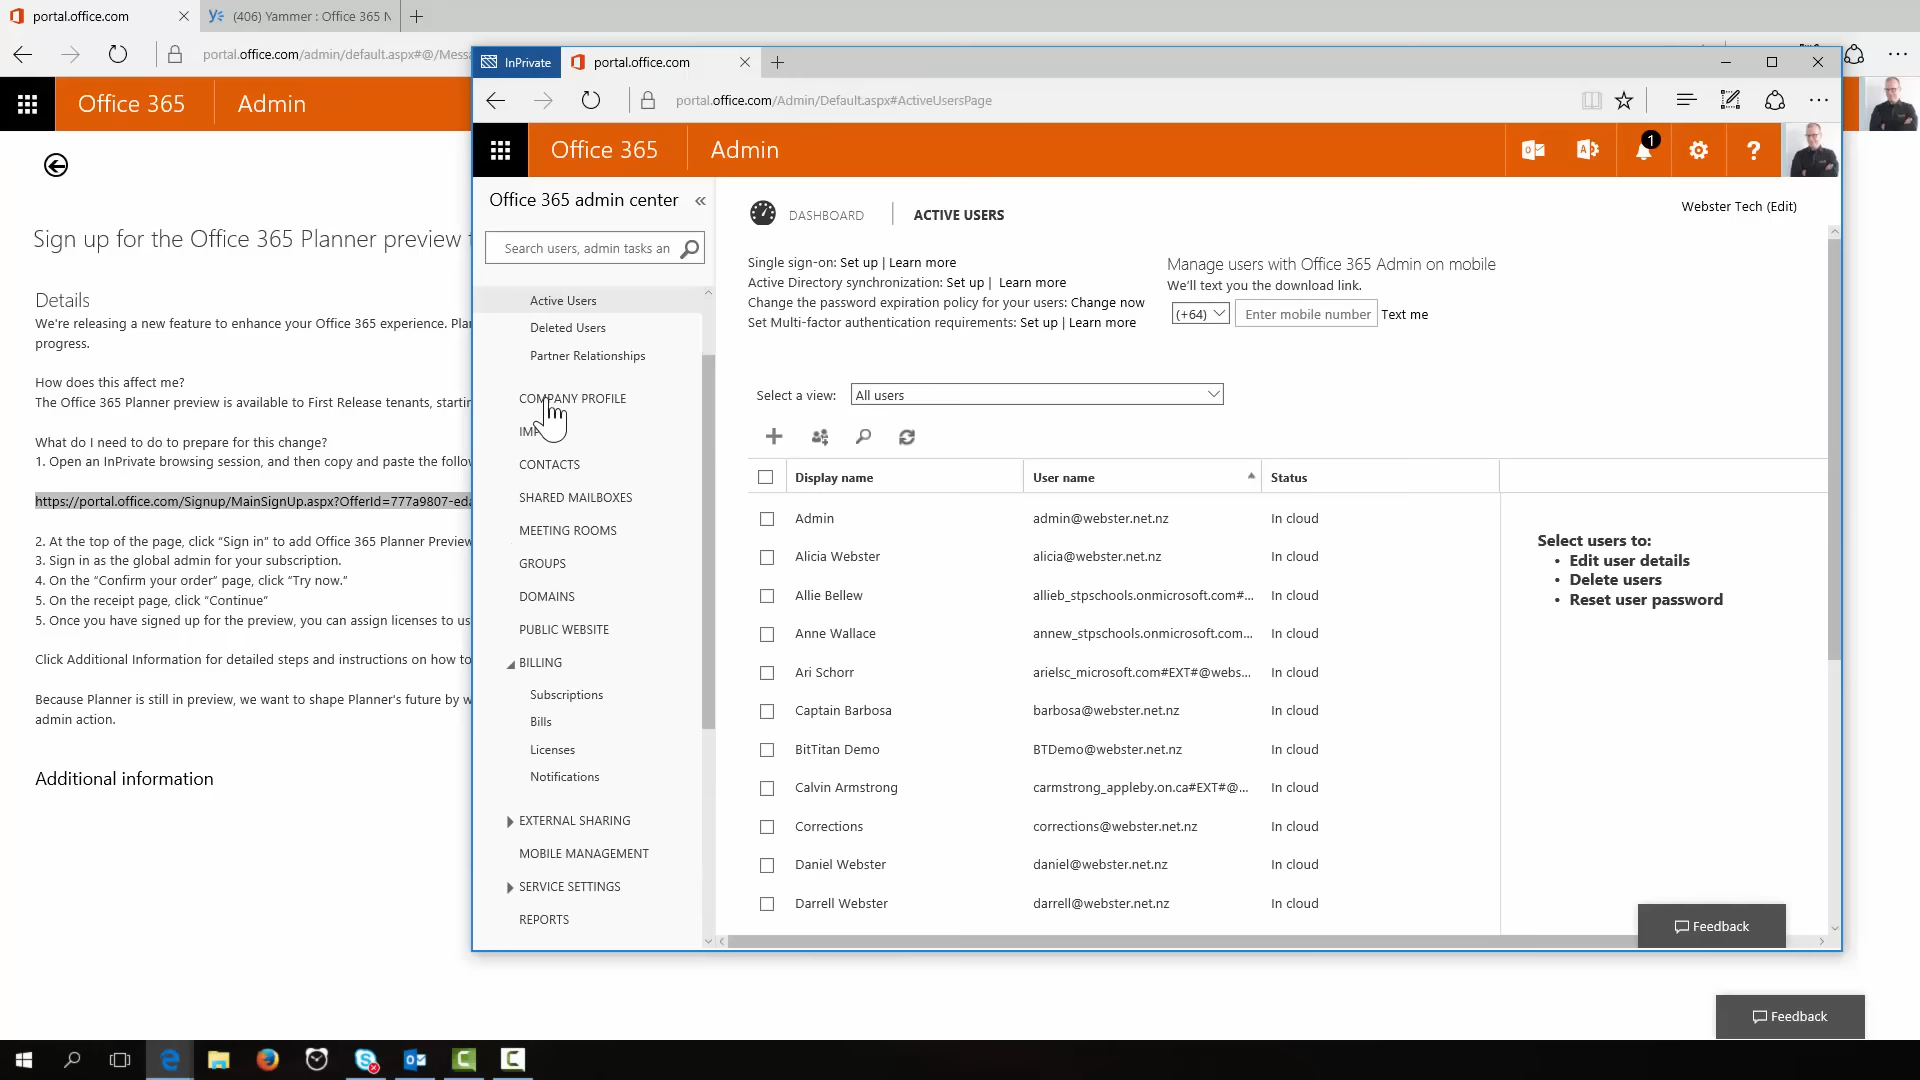 portal.office.com
(406) Yammer : Office 365 N
portal.office.com/admin/default.aspx#@/Mess
Office 365
Admin
Sign up for the Office 365 Planner preview
Details
We're releasing a new feature to enhance your Office 365 experience.
progress.
How does this affect me?
The Office 365 Planner preview is available to First Release tenants,
What do I need to do to prepare for this change?
1. Open an InPrivate browsing session, and then copy and paste the
https://portal.office.com/Signup/MainSignUp.aspx?OfferId=777a9807-eda
2. At the top of the page, click “Sign in” to add Office 365 Planner Preview
3. Sign in as the global admin for your subscription.
4. On the “Confirm your order” page, click “Try now.”
5. On the receipt page, click “Continue”
5. Once you have signed up for the preview, you can assign licenses to us
Click Additional Information for detailed steps and instructions on how to
Because Planner is still in preview, we want to shape Planner's future by w
admin action.
Additional information
InPrivate
portal.office.com
portal.office.com/Admin/Default.aspx#ActiveUsersPage
Office 365
Admin
1
Office 365 admin center
Search users, admin tasks an
Active Users
Deleted Users
Partner Relationships
COMPANY PROFILE
IMP
CONTACTS
SHARED MAILBOXES
MEETING ROOMS
GROUPS
DOMAINS
PUBLIC WEBSITE
BILLING
Subscriptions
Bills
Licenses
Notifications
EXTERNAL SHARING
MOBILE MANAGEMENT
SERVICE SETTINGS
REPORTS
DASHBOARD
ACTIVE USERS
Webster Tech (Edit)
Single sign-on: Set up | Learn more
Active Directory synchronization: Set up | Learn more
Change the password expiration policy for your users: Change now
Set Multi-factor authentication requirements: Set up | Learn more
Manage users with Office 365 Admin on mobile
We'll text you the download link.
(+64) Enter mobile number Text me
Select a view: All users
Display name User name Status
Admin admin@webster.net.nz In cloud
Alicia Webster alicia@webster.net.nz In cloud
Allie Bellew allieb_stpschools.onmicrosoft.com#... In cloud
Anne Wallace annew_stpschools.onmicrosoft.com... In cloud
Ari Schorr arielsc_microsoft.com#EXT#@webs... In cloud
Captain Barbosa barbosa@webster.net.nz In cloud
BitTitan Demo BTDemo@webster.net.nz In cloud
Calvin Armstrong carmstrong_appleby.on.ca#EXT#@... In cloud
Corrections corrections@webster.net.nz In cloud
Daniel Webster daniel@webster.net.nz In cloud
Darrell Webster darrell@webster.net.nz In cloud
Select users to:
• Edit user details
• Delete users
• Reset user password
Feedback
Feedback